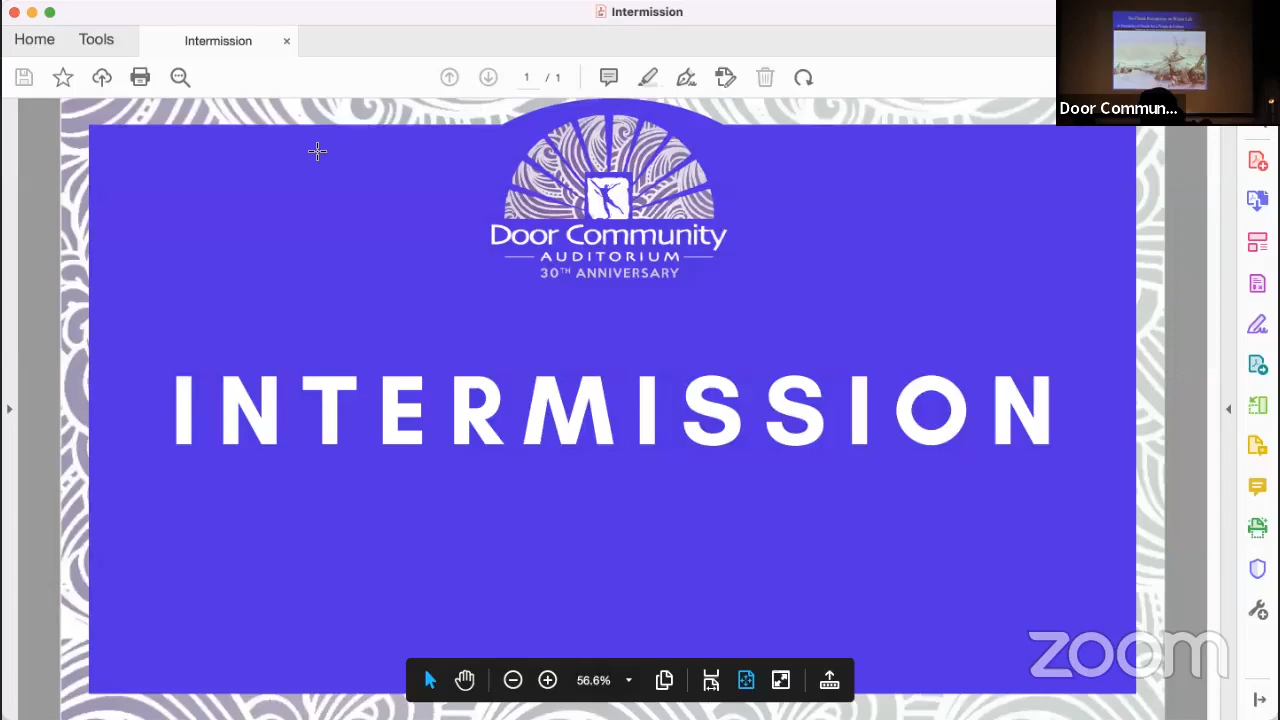 Intermission
Home
Tools
Intermission
1 / 1
Door Commun...
Door Community
AUDITORIUM
30TH ANNIVERSARY
INTERMISSION
56.6%
zoom